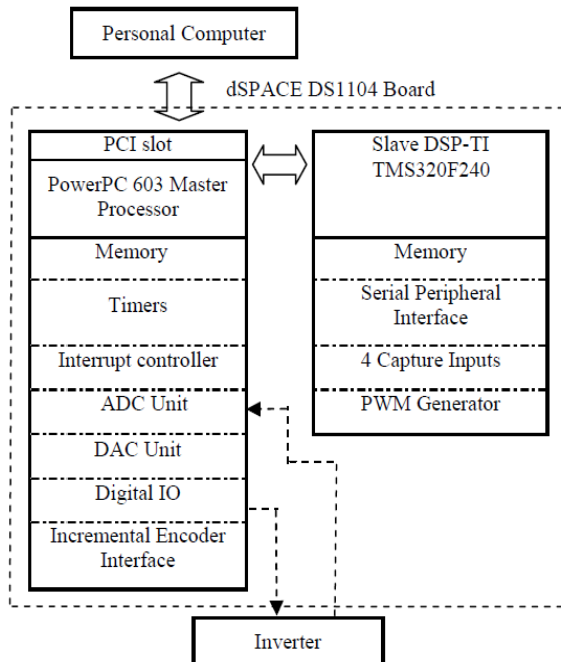 Personal Computer
dSPACE DS1104 Board
PCI slot
PowerPC 603 Master
Processor
Memory
Timers
Interrupt controller
ADC Unit
DAC Unit
Digital IO
Incremental Encoder
Interface
Slave DSP-TI
TMS320F240
Memory
Serial Peripheral
Interface
4 Capture Inputs
PWM Generator
Inverter